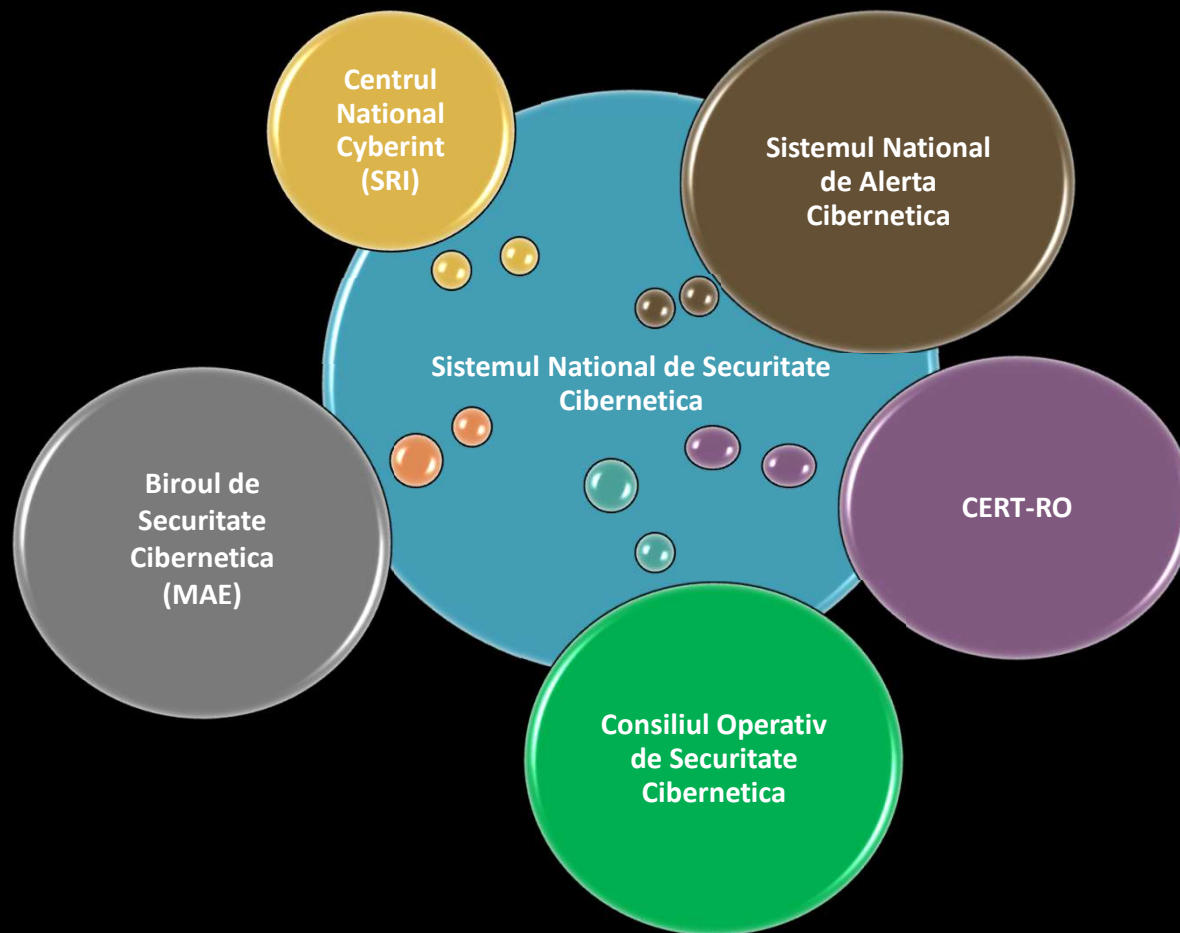 Centrul
National
Cyberint
(SRI)
Sistemul National
de Alerta
Cibernetica
Sistemul National de Securitate
Cibernetica
Biroul de
Securitate
Cibernetica
(MAE)
CERT-RO
Consiliul Operativ
de Securitate
Cibernetica